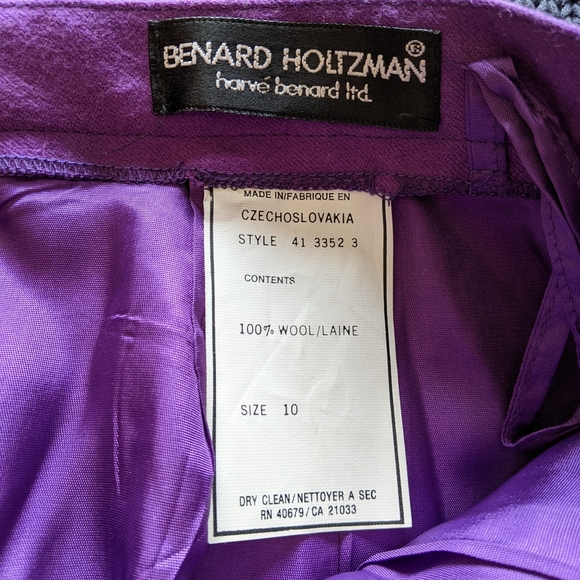 BENARD HOLTZMAN®
harvé benard ltd.
MADE IN/FABRIQUE EN
CZECHOSLOVAKIA
STYLE 41 3352 3
CONTENTS
100% WOOL/LAINE
SIZE 10
DRY CLEAN/NETTOYER A SEC
RN 40679/CA 21033